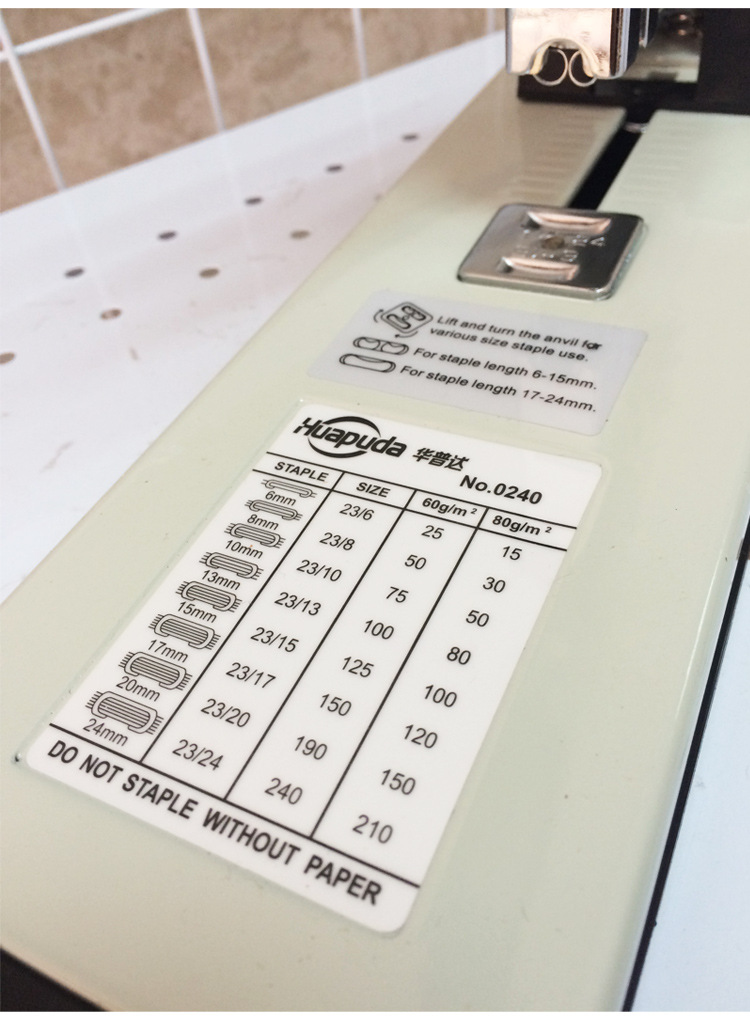 Lift and turn the anvil for
various size staple use.
For staple length 6-15mm.
For staple length 17-24mm.
Huapuda 华普达 No.0240
STAPLE SIZE 60g/m² 80g/m²
6mm 23/6 25 15
8mm 23/8 50 30
10mm 23/10 75 50
13mm 23/13 100 80
15mm 23/15 125 100
17mm 23/17 150 120
20mm 23/20 190 150
24mm 23/24 240 210
DO NOT STAPLE WITHOUT PAPER